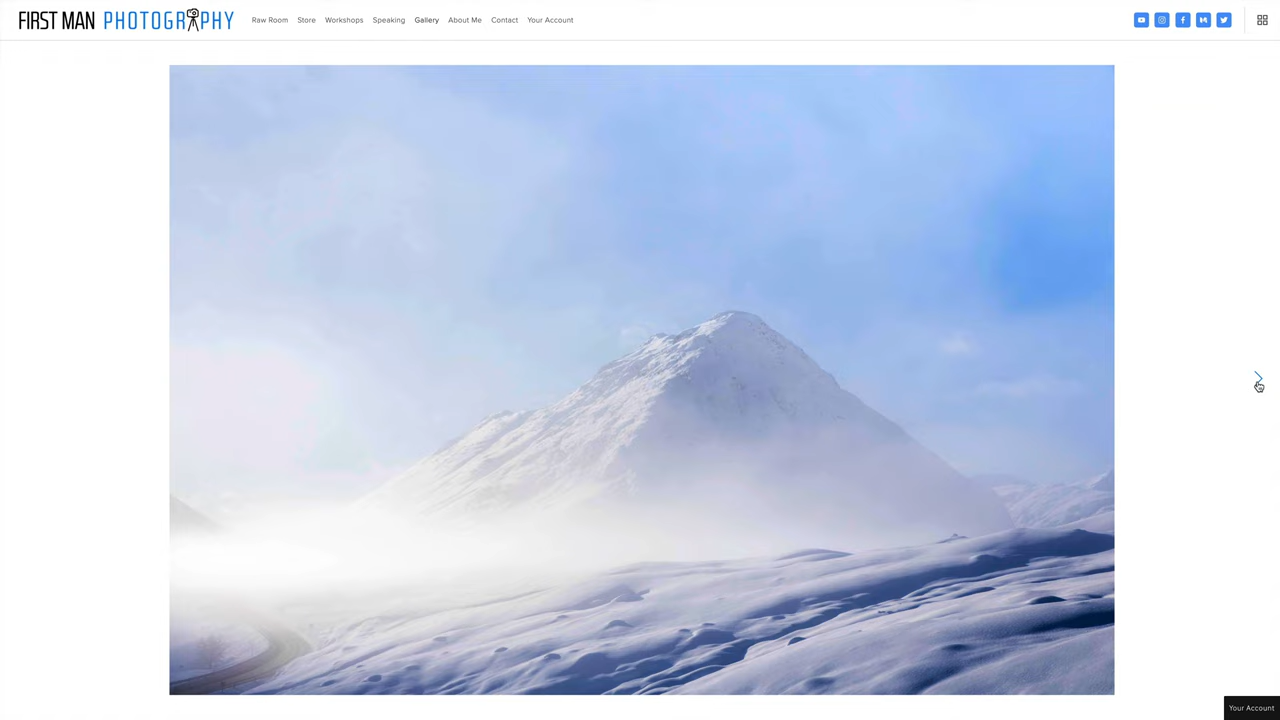 FIRST MAN PHOTOGRAPHY
Raw Room Store Workshops Speaking Gallery About Me Contact Your Account
Your Account